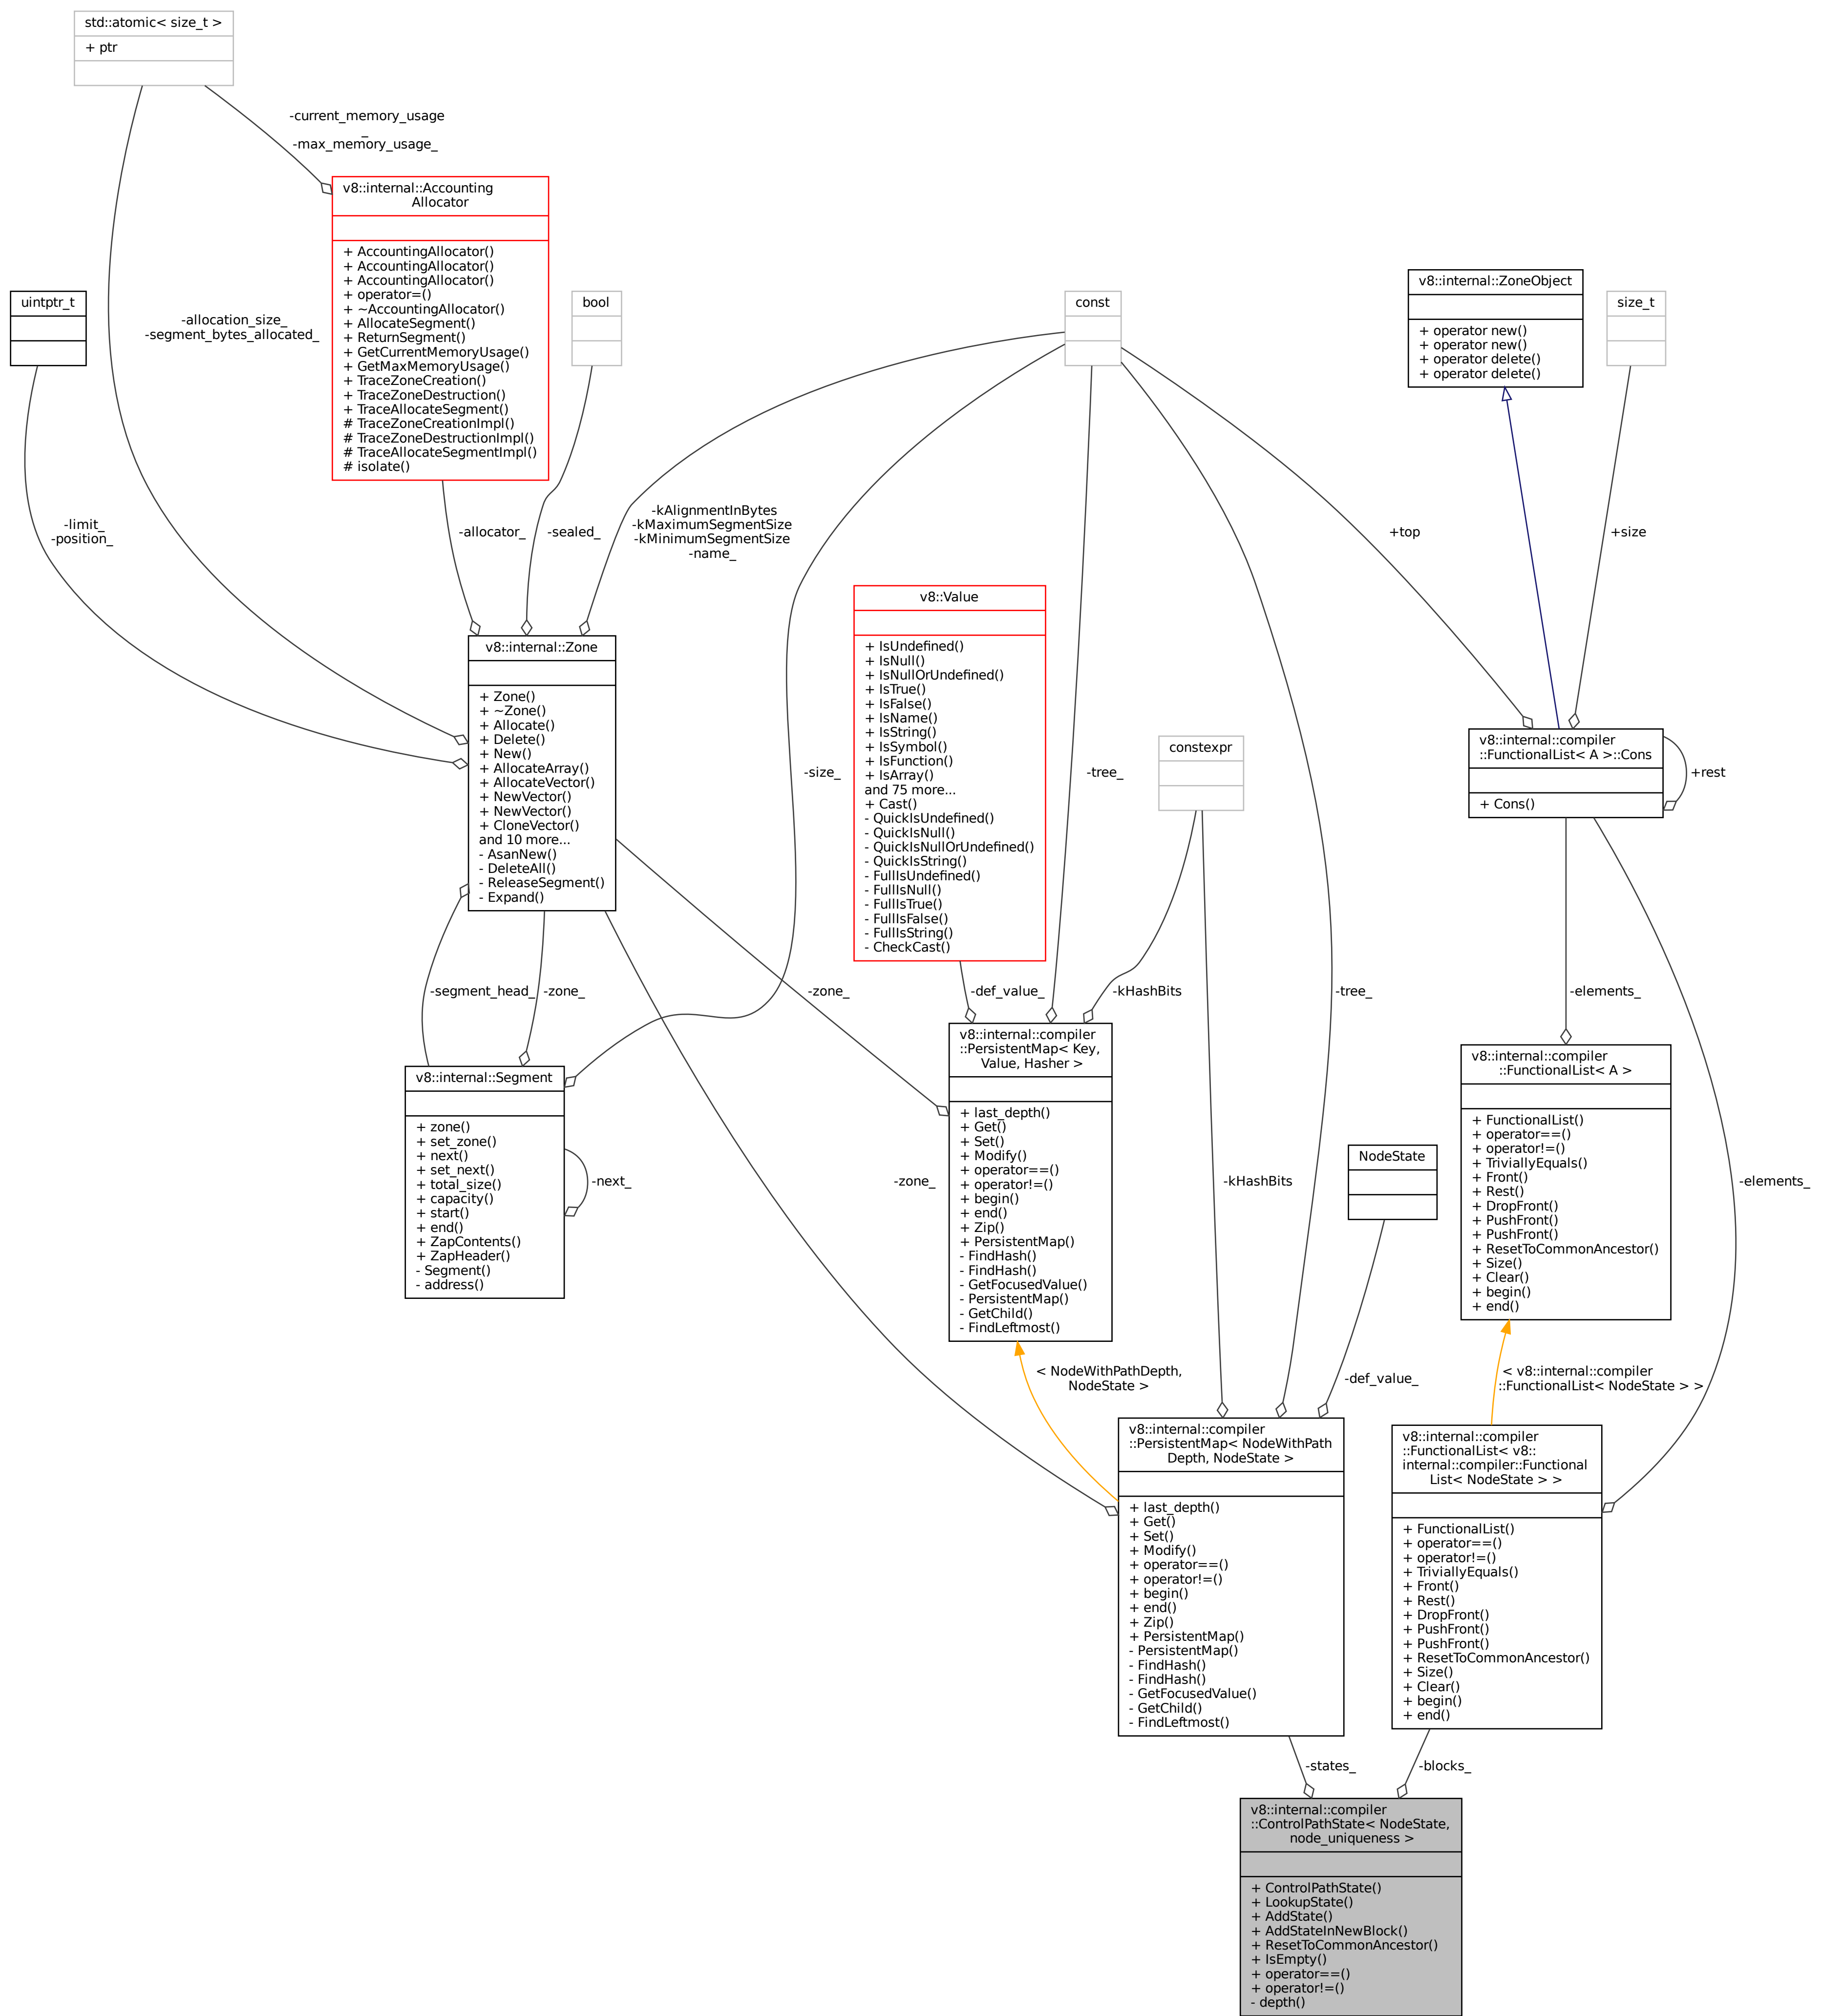 std::atomic< size_t >
+ ptr
-current_memory_usage
_
-max_memory_usage_
v8::internal::Accounting
Allocator
+ AccountingAllocator()
+ AccountingAllocator()
+ AccountingAllocator()
+ operator=()
+ ~AccountingAllocator()
+ AllocateSegment()
+ ReturnSegment()
+ GetCurrentMemoryUsage()
+ GetMaxMemoryUsage()
+ TraceZoneCreation()
+ TraceZoneDestruction()
+ TraceAllocateSegment()
# TraceZoneCreationImpl()
# TraceZoneDestructionImpl()
# TraceAllocateSegmentImpl()
# isolate()
uintptr_t
-allocation_size_
-segment_bytes_allocated_
bool
const
v8::internal::ZoneObject
+ operator new()
+ operator new()
+ operator delete()
+ operator delete()
size_t
-limit_
-position_
-allocator_
-sealed_
-kAlignmentInBytes
-kMaximumSegmentSize
-kMinimumSegmentSize
-name_
+top
+size
v8::internal::Zone
+ Zone()
+ ~Zone()
+ Allocate()
+ Delete()
+ New()
+ AllocateArray()
+ AllocateVector()
+ NewVector()
+ NewVector()
+ CloneVector()
and 10 more...
- AsanNew()
- DeleteAll()
- ReleaseSegment()
- Expand()
-size_
v8::Value
+ IsUndefined()
+ IsNull()
+ IsNullOrUndefined()
+ IsTrue()
+ IsFalse()
+ IsName()
+ IsString()
+ IsSymbol()
+ IsFunction()
+ IsArray()
and 75 more...
+ Cast()
- QuickIsUndefined()
- QuickIsNull()
- QuickIsNullOrUndefined()
- QuickIsString()
- FullIsUndefined()
- FullIsNull()
- FullIsTrue()
- FullIsFalse()
- FullIsString()
- CheckCast()
-tree_
constexpr
v8::internal::compiler
::FunctionalList< A >::Cons
+ Cons()
+rest
-segment_head_
-zone_
-zone_
-def_value_
-kHashBits
-tree_
-elements_
v8::internal::Segment
+ zone()
+ set_zone()
+ next()
+ set_next()
+ total_size()
+ capacity()
+ start()
+ end()
+ ZapContents()
+ ZapHeader()
- Segment()
- address()
-next_
-zone_
v8::internal::compiler
::PersistentMap< Key,
Value, Hasher >
+ last_depth()
+ Get()
+ Set()
+ Modify()
+ operator==()
+ operator!=()
+ begin()
+ end()
+ Zip()
+ PersistentMap()
- FindHash()
- FindHash()
- GetFocusedValue()
- PersistentMap()
- GetChild()
- FindLeftmost()
-kHashBits
NodeState
v8::internal::compiler
::FunctionalList< A >
+ FunctionalList()
+ operator==()
+ operator!=()
+ TriviallyEquals()
+ Front()
+ Rest()
+ DropFront()
+ PushFront()
+ PushFront()
+ ResetToCommonAncestor()
+ Size()
+ Clear()
+ begin()
+ end()
-elements_
< NodeWithPathDepth,
NodeState >
-def_value_
< v8::internal::compiler
::FunctionalList< NodeState > >
v8::internal::compiler
::PersistentMap< NodeWithPath
Depth, NodeState >
+ last_depth()
+ Get()
+ Set()
+ Modify()
+ operator==()
+ operator!=()
+ begin()
+ end()
+ Zip()
+ PersistentMap()
- PersistentMap()
- FindHash()
- FindHash()
- GetFocusedValue()
- GetChild()
- FindLeftmost()
v8::internal::compiler
::FunctionalList< v8::
internal::compiler::Functional
List< NodeState > >
+ FunctionalList()
+ operator==()
+ operator!=()
+ TriviallyEquals()
+ Front()
+ Rest()
+ DropFront()
+ PushFront()
+ PushFront()
+ ResetToCommonAncestor()
+ Size()
+ Clear()
+ begin()
+ end()
-states_
-blocks_
v8::internal::compiler
::ControlPathState< NodeState,
node_uniqueness >
+ ControlPathState()
+ LookupState()
+ AddState()
+ AddStateInNewBlock()
+ ResetToCommonAncestor()
+ IsEmpty()
+ operator==()
+ operator!=()
- depth()